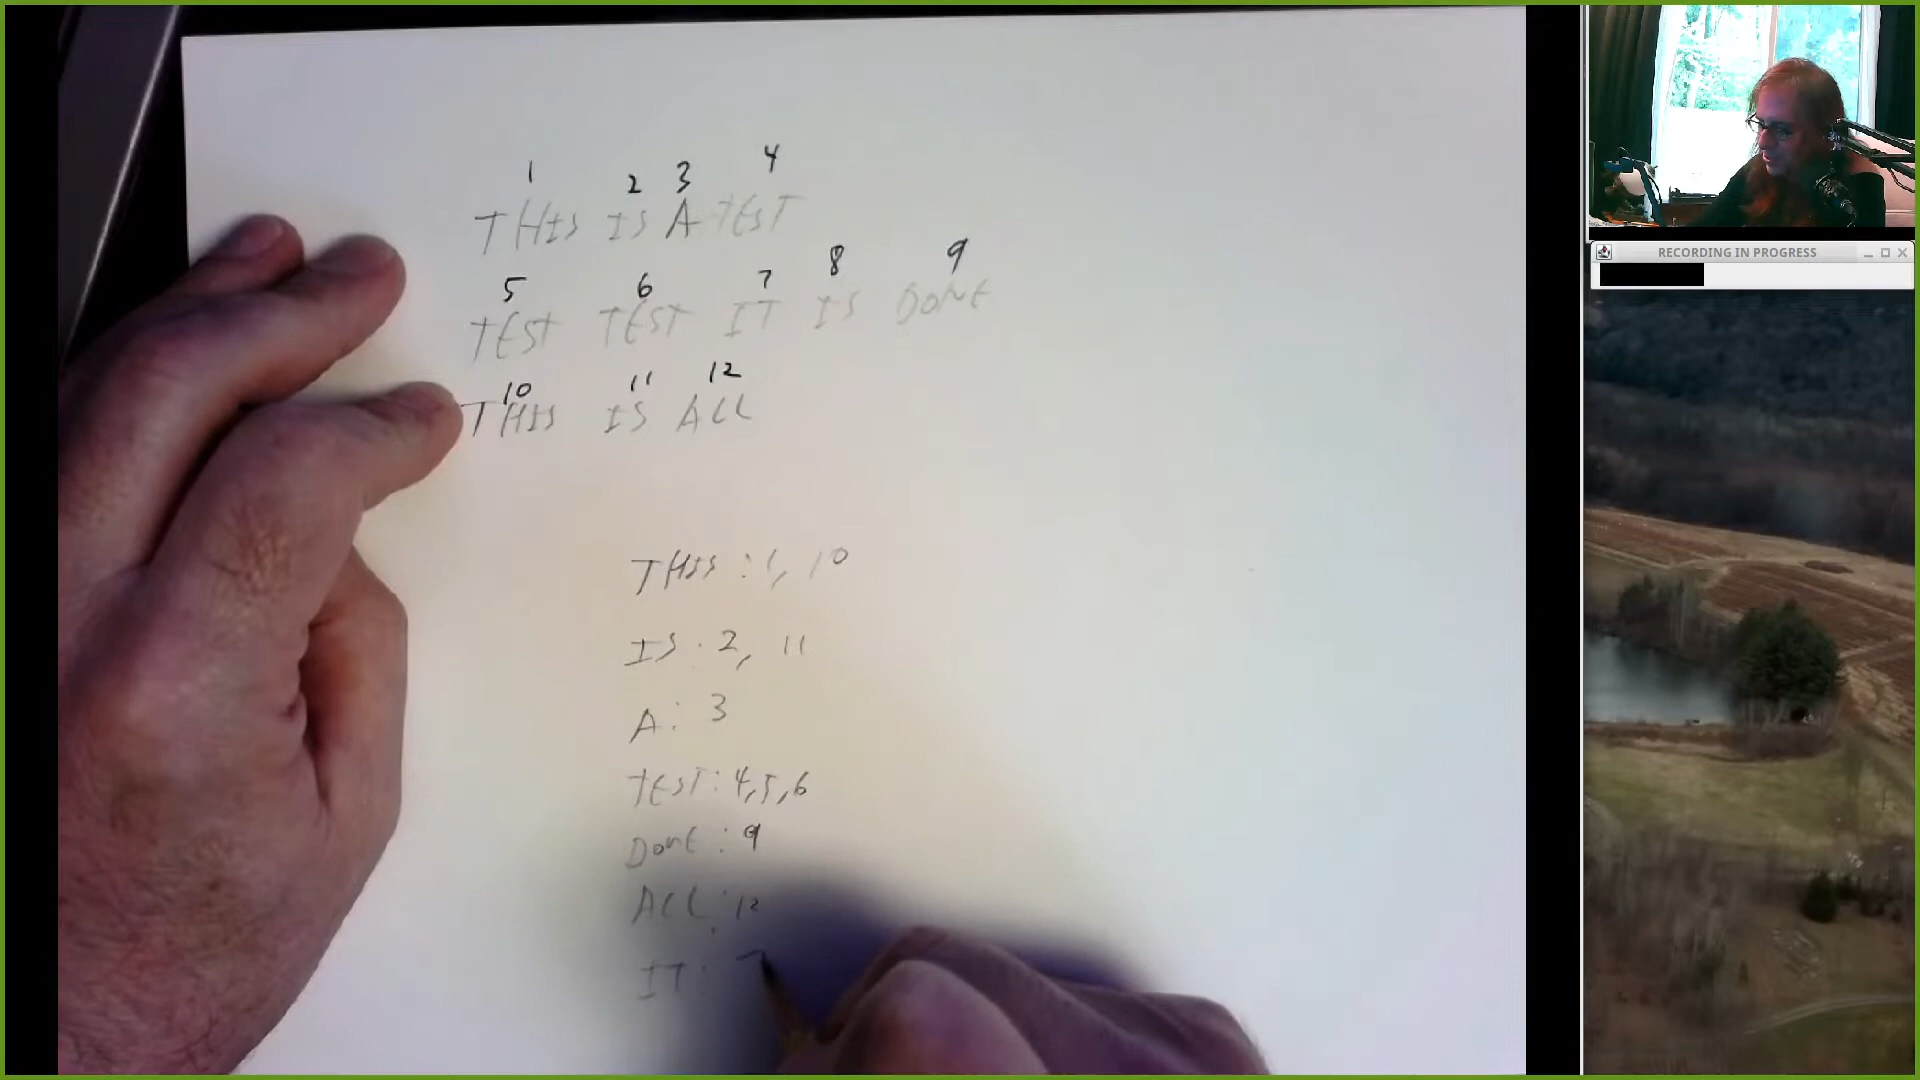 1 2 3 4
THIS IS A TEST
5 6 7 8 9
TEST TEST IT IS DONE
10 11 12
THIS IS ALL
THIS : 1, 10
IS : 2, 11
A : 3
TEST : 4,5,6
DONE : 9
ALL : 12
IT : 7
RECORDING IN PROGRESS